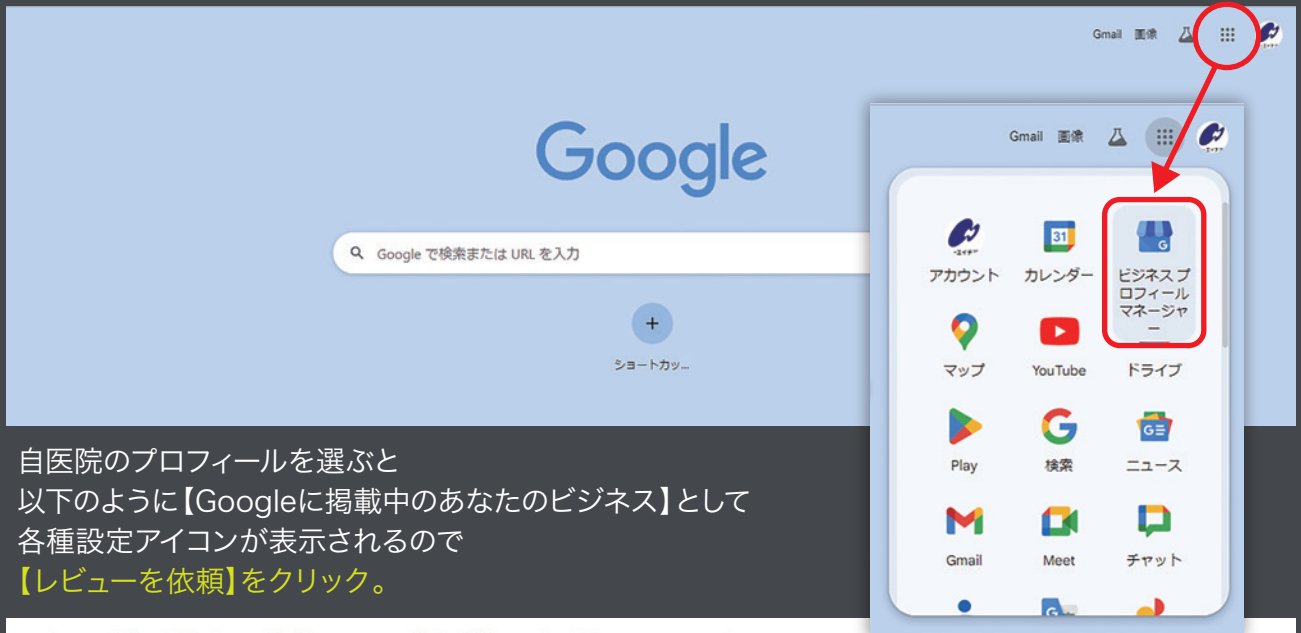 Gmail 画像
Google
Google で検索または URL を入力
ショートカッ...
Gmail 画像
アカウント
31
カレンダー
G
ビジネス プ
ロフィール
マネージャ
ー
マップ
YouTube
ドライブ
Play
検索
ニュース
Gmail
Meet
チャット
自医院のプロフィールを選ぶと
以下のように【Googleに掲載中のあなたのビジネス】として
各種設定アイコンが表示されるので
【レビューを依頼】をクリック。